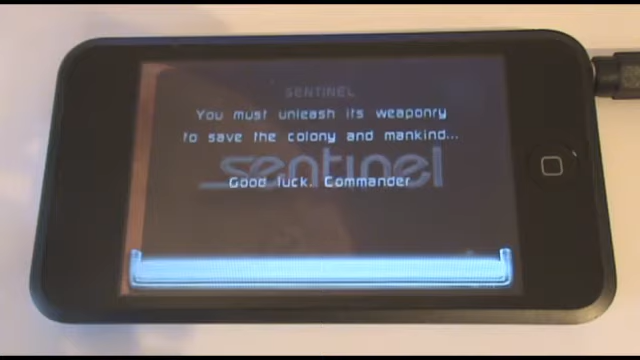 SENTINEL
You must unleash its weaponry
to save the colony and mankind...
sentinel
Good luck, Commander